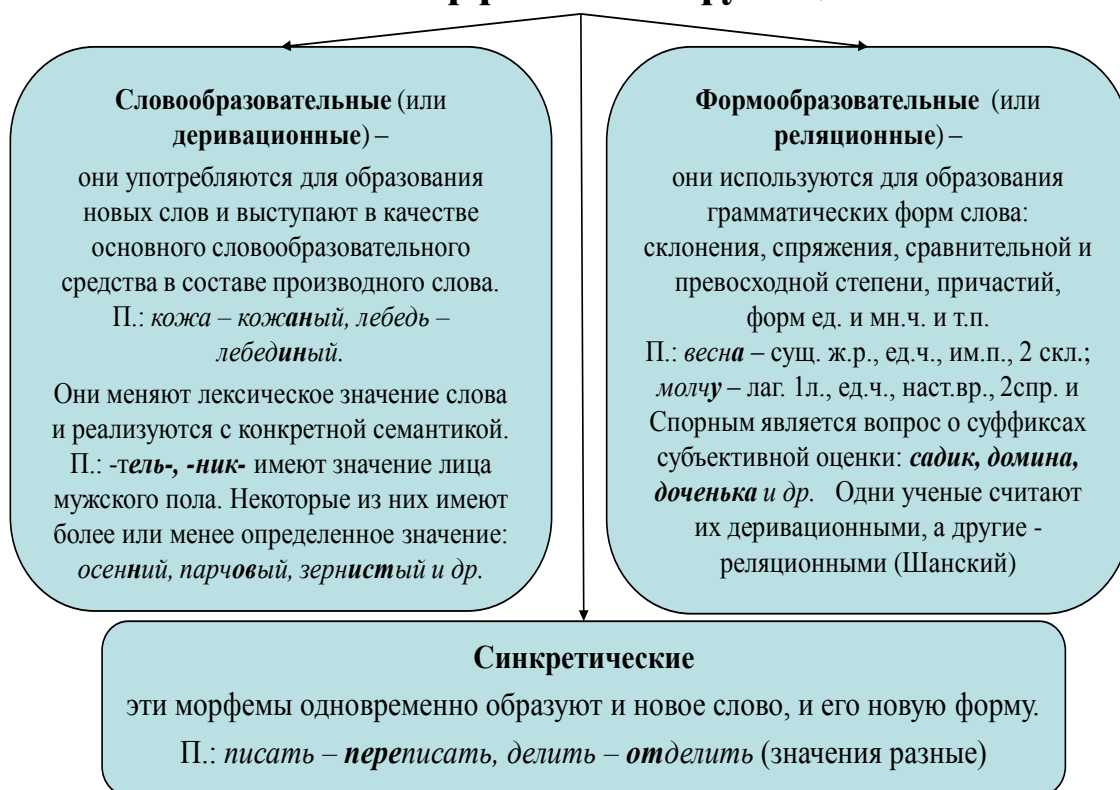 Словообразовательные (или
деривационные) –
они употребляются для образования
новых слов и выступают в качестве
основного словообразовательного
средства в составе производного слова.
П.: кожа – кожаный, лебедь –
лебединый.
Они меняют лексическое значение слова
и реализуются с конкретной семантикой.
П.: -тель-, -ник- имеют значение лица
мужского пола. Некоторые из них имеют
более или менее определенное значение:
осенний, парчовый, зернистый и др.
Формообразовательные (или
реляционные) –
они используются для образования
грамматических форм слова:
склонения, спряжения, сравнительной и
превосходной степени, причастий,
форм ед. и мн.ч. и т.п.
П.: весна – сущ. ж.р., ед.ч., им.п., 2 скл.;
молчу – лаг. 1л., ед.ч., наст.вр., 2спр. и
Спорным является вопрос о суффиксах
субъективной оценки: садик, домина,
доченька и др. Одни ученые считают
их деривационными, а другие -
реляционными (Шанский)
Синкретические
эти морфемы одновременно образуют и новое слово, и его новую форму.
П.: писать – переписать, делить – отделить (значения разные)